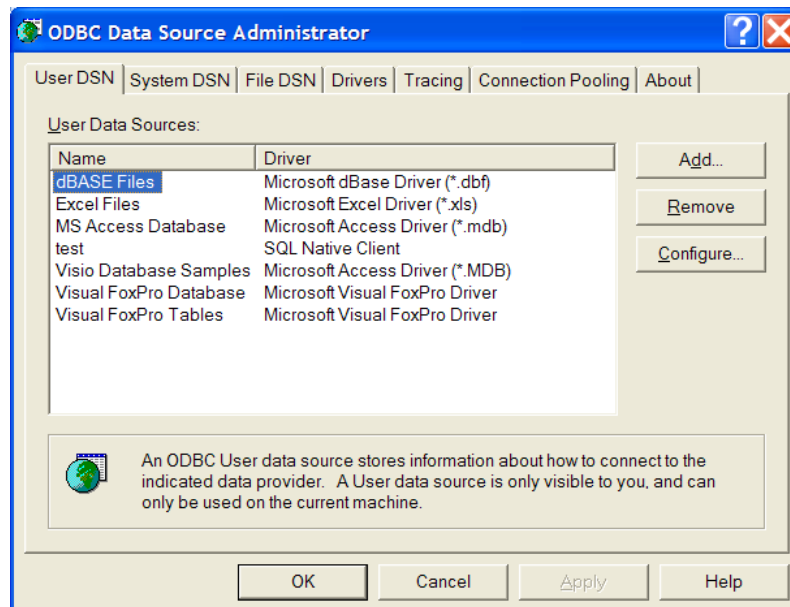 ODBC Data Source Administrator
User DSN System DSN File DSN Drivers Tracing Connection Pooling About
User Data Sources:
Name Driver
dBASE Files Microsoft dBase Driver (*.dbf)
Excel Files Microsoft Excel Driver (*.xls)
MS Access Database Microsoft Access Driver (*.mdb)
test SQL Native Client
Visio Database Samples Microsoft Access Driver (*.MDB)
Visual FoxPro Database Microsoft Visual FoxPro Driver
Visual FoxPro Tables Microsoft Visual FoxPro Driver
Add...
Remove
Configure...
An ODBC User data source stores information about how to connect to the
indicated data provider. A User data source is only visible to you, and can
only be used on the current machine.
OK Cancel Apply Help